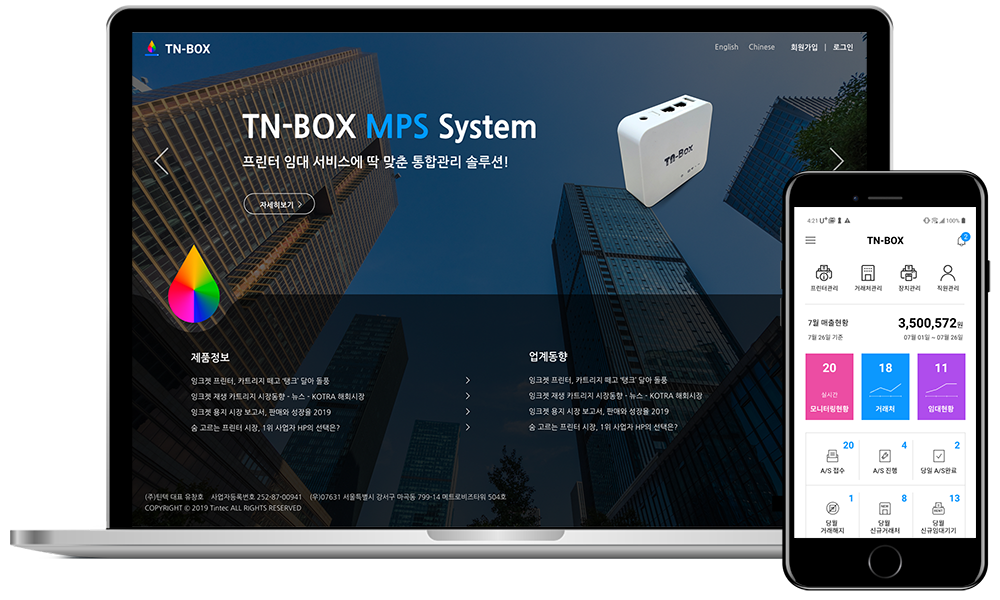 TN-BOX
English Chinese 회원가입 | 로그인
TN-BOX MPS System
프린터 임대 서비스에 딱 맞춘 통합관리 솔루션!
자세히보기 >
TN-BOX
제품정보
잉크젯 프린터, 카트리지 떼고 '탱크' 달아 돌풍
잉크젯 재생 카트리지 시장동향 - 뉴스 - KOTRA 해회시장
잉크젯 용지 시장 보고서, 판매와 성장율 2019
숨 고르는 프린터 시장, 1위 사업자 HP의 선택은?
업계동향
잉크젯 프린터, 카트리지 떼고 '탱크' 달아 돌풍
잉크젯 재생 카트리지 시장동향 - 뉴스 - KOTRA 해회시장
잉크젯 용지 시장 보고서, 판매와 성장율 2019
숨 고르는 프린터 시장, 1위 사업자 HP의 선택은?
(주)틴텍 대표 유창호 사업자등록번호 252-87-00941 (우)07631 서울특별시 강서구 마곡동 799-14 메트로비즈타워 504호
COPYRIGHT © 2019 Tintec ALL RIGHTS RESERVED
4:21 U+ 100%
TN-BOX
2
프린터관리 거래처관리 장치관리 직원관리
7월 매출현황 3,500,572원
7월 26일 기준 07월 01일 ~ 07월 26일
20 18 11
실시간
모니터링현황 거래처 임대현황
20 4 2
A/S 접수 A/S 진행 당일 A/S완료
1 8 13
당월 당월 당월
거래해지 신규거래처 신규임대기기